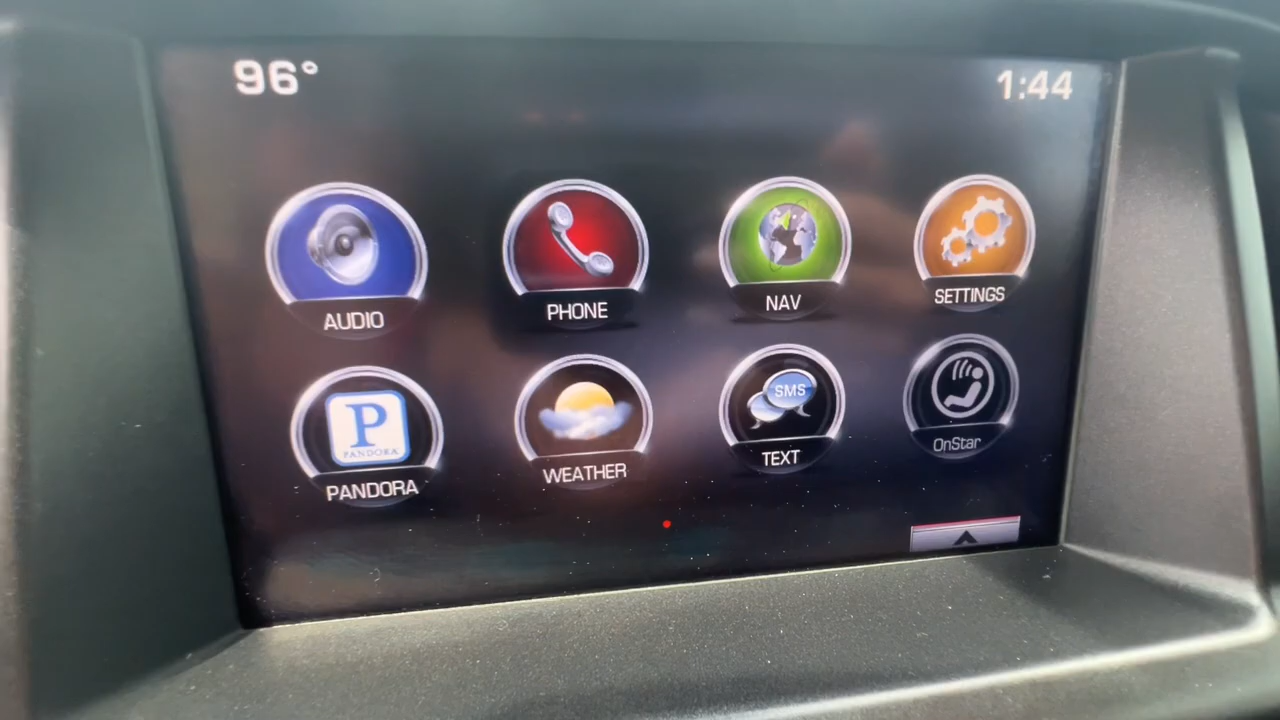 96° 1:44
AUDIO PHONE NAV SETTINGS
P SMS
PANDORA
PANDORA WEATHER TEXT OnStar